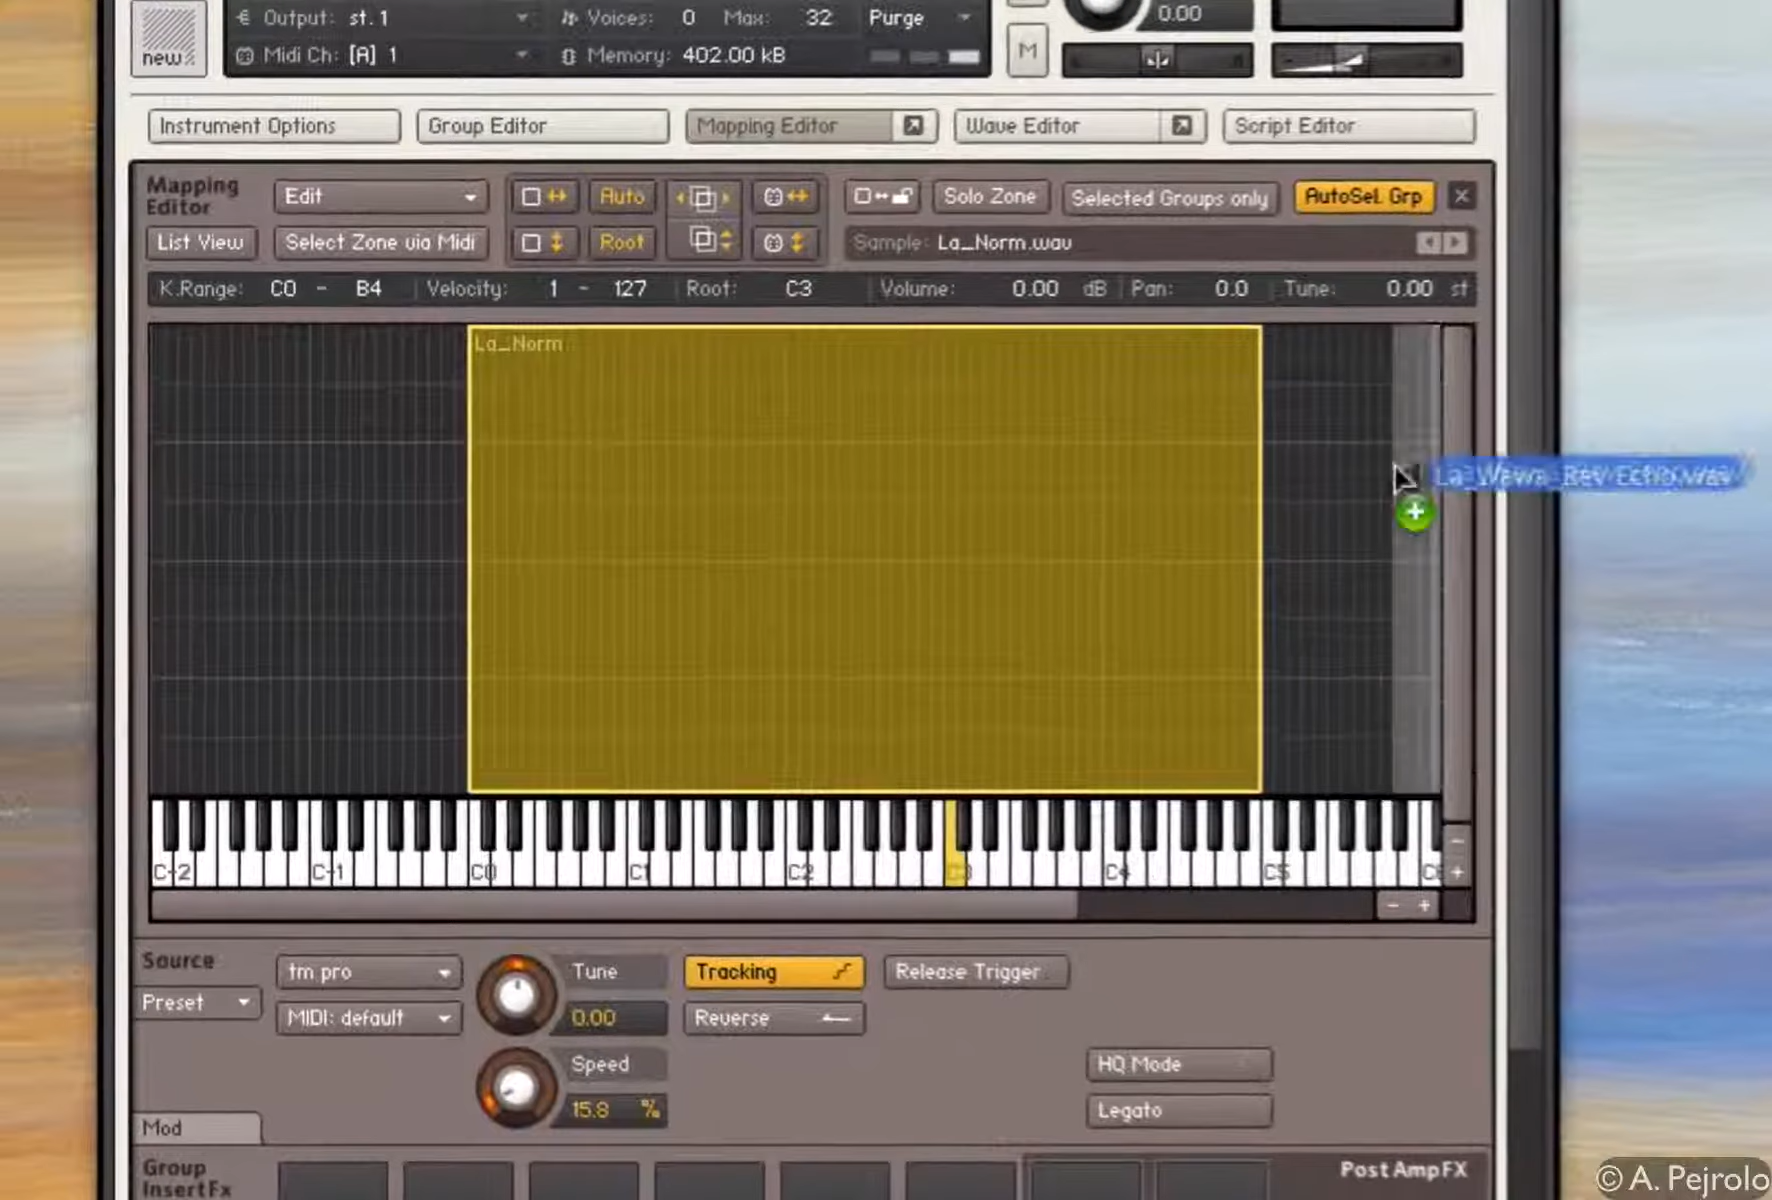 new
Output: st. 1
Voices: 0 Max: 32
Purge
0.00
Midi Ch: [A] 1
Memory: 402.00 kB
M
Instrument Options
Group Editor
Mapping Editor
Wave Editor
Script Editor
Mapping Editor
Edit
Auto
Solo Zone
Selected Groups only
AutoSel. Grp
List View
Select Zone via Midi
Root
Sample: La_Norm.wav
K.Range: C0 - B4
Velocity: 1 - 127
Root: C3
Volume: 0.00 dB
Pan: 0.0
Tune: 0.00 st
La_Norm
La_Wawa_Rev Echo.wav
C-2 C-1 C0 C1 C2 C3 C4 C5
- +
Source
tm pro
Tune
Tracking
Release Trigger
Preset
MIDI: default
0.00
Reverse
Speed
HQ Mode
15.8 %
Legato
Mod
Group InsertFx
Post Amp FX
© A. Pejrolo